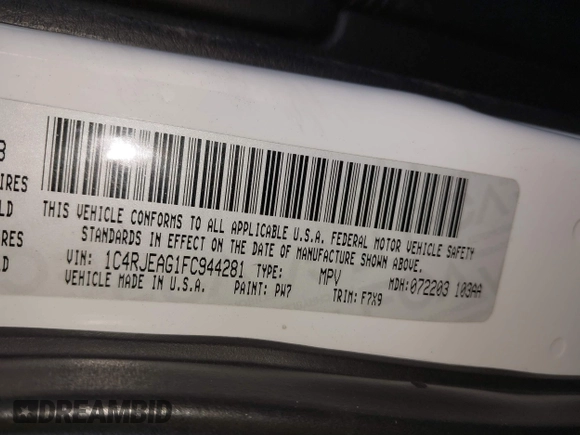 8
IRES
LD
IRES
LD
THIS VEHICLE CONFORMS TO ALL APPLICABLE U.S.A. FEDERAL MOTOR VEHICLE SAFETY
STANDARDS IN EFFECT ON THE DATE OF MANUFACTURE SHOWN ABOVE.
VIN: 1C4RJEAG1FC944281 TYPE: MPV MDH: 072203 103AA
VEHICLE MADE IN U.S.A. PAINT: PW7 TRIM: F7X9
DREAMBID